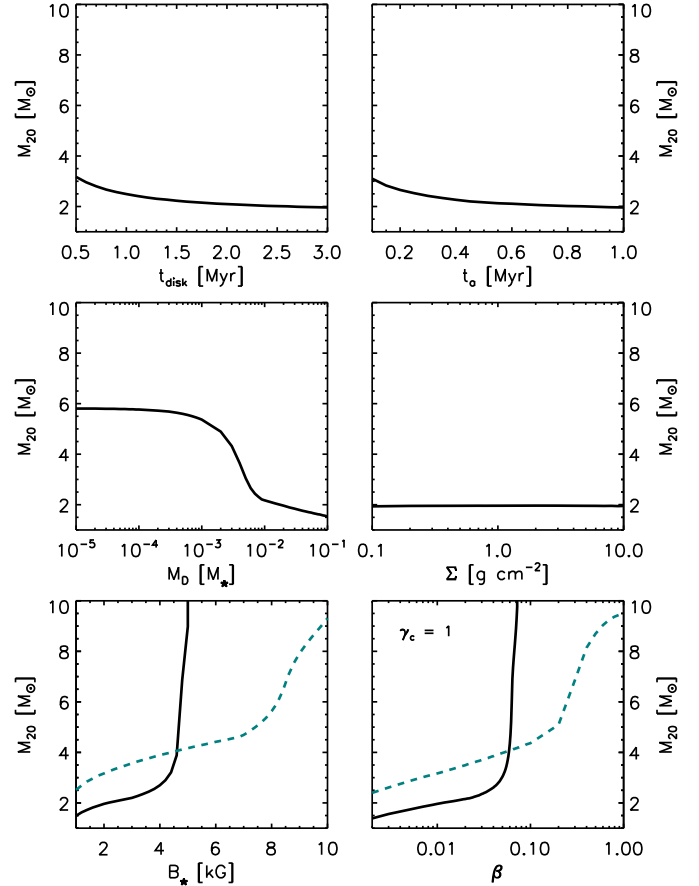 10 10
8 8
M₂₀ [M⊙] 6 6 M₂₀ [M⊙]
4 4
2 2
0.5 1.0 1.5 2.0 2.5 3.0 0.2 0.4 0.6 0.8 1.0
t_disk [Myr] t_a [Myr]
10 10
8 8
M₂₀ [M⊙] 6 6 M₂₀ [M⊙]
4 4
2 2
10⁻⁵ 10⁻⁴ 10⁻³ 10⁻² 10⁻¹ 0.1 1.0 10.0
M_D [M★] Σ [g cm⁻²]
10 10
γ_c = 1
8 8
M₂₀ [M⊙] 6 6 M₂₀ [M⊙]
4 4
2 2
2 4 6 8 10 0.01 0.10 1.00
B★ [kG] β